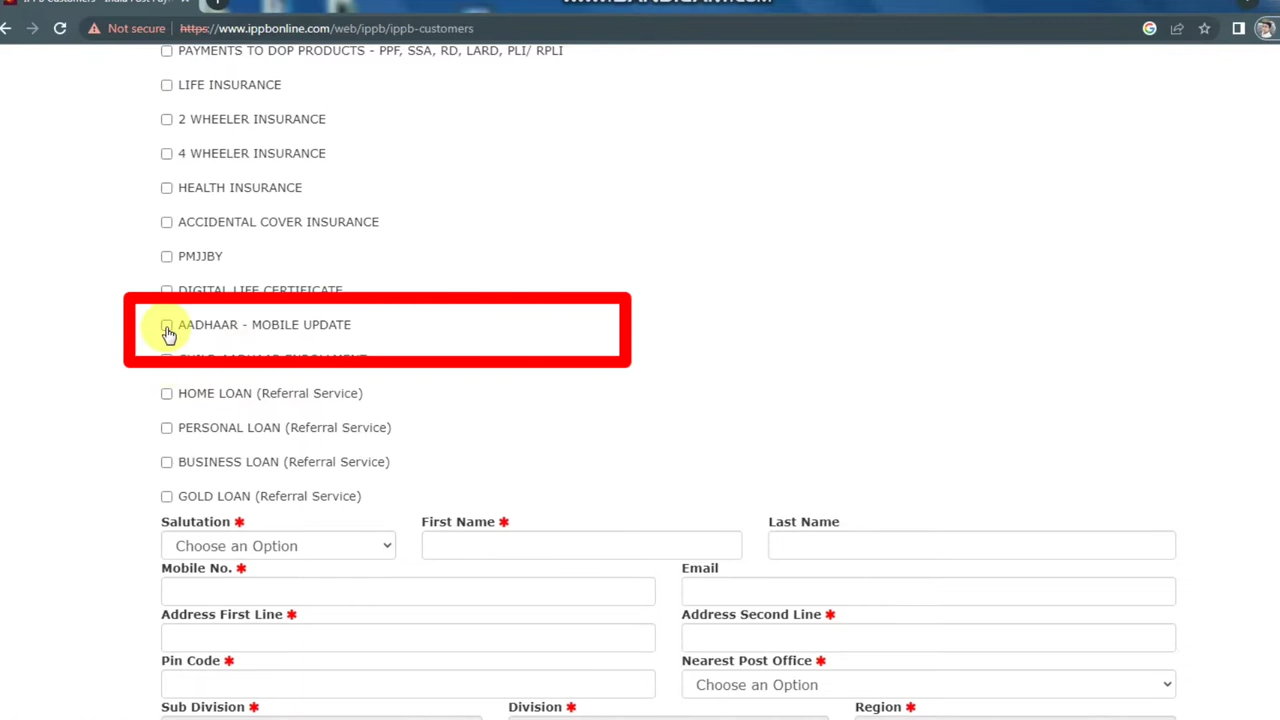 Not secure https://www.ippbonline.com/web/ippb/ippb-customers
PAYMENTS TO DOP PRODUCTS - PPF, SSA, RD, LARD, PLI/ RPLI
LIFE INSURANCE
2 WHEELER INSURANCE
4 WHEELER INSURANCE
HEALTH INSURANCE
ACCIDENTAL COVER INSURANCE
PMJJBY
DIGITAL LIFE CERTIFICATE
AADHAAR - MOBILE UPDATE
CHILD AADHAAR ENROLLMENT
HOME LOAN (Referral Service)
PERSONAL LOAN (Referral Service)
BUSINESS LOAN (Referral Service)
GOLD LOAN (Referral Service)
Salutation * First Name * Last Name
Choose an Option
Mobile No. * Email
Address First Line * Address Second Line *
Pin Code * Nearest Post Office *
Choose an Option
Sub Division * Division * Region *